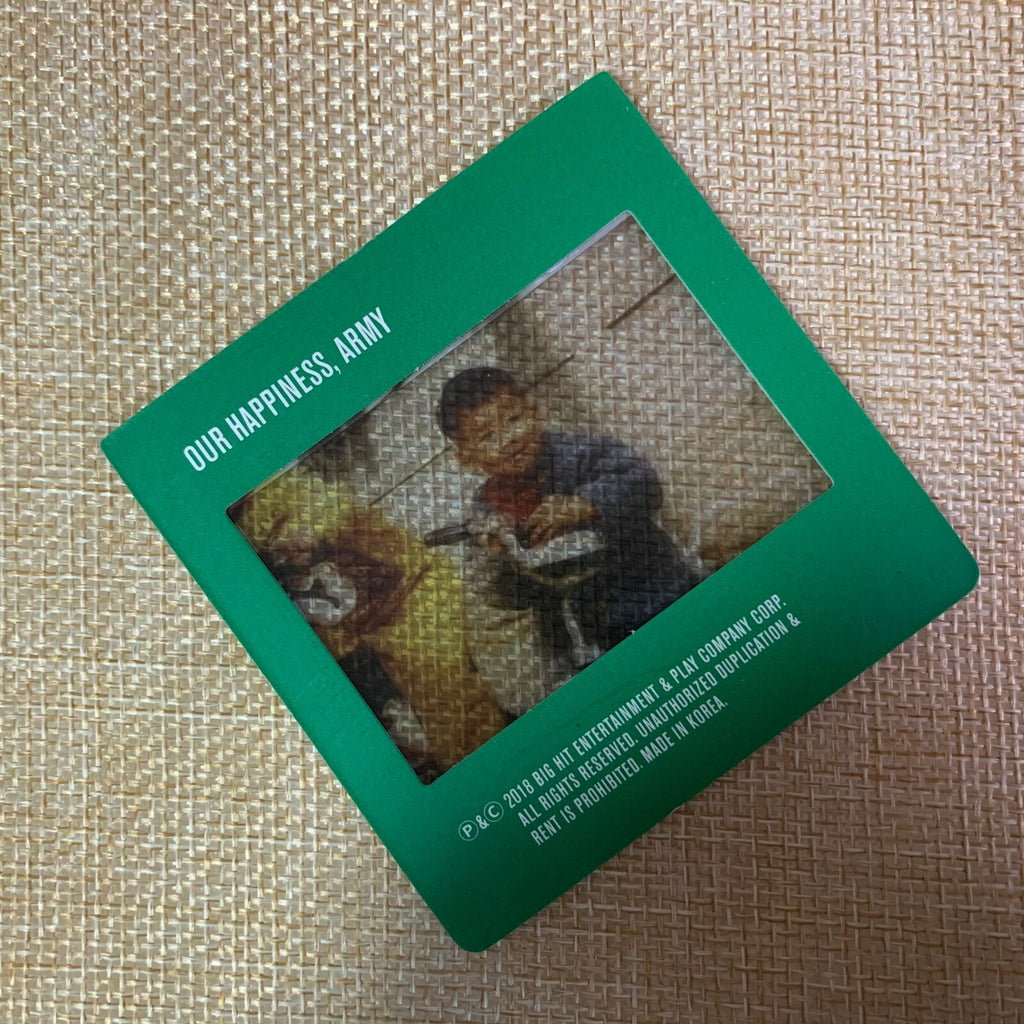 OUR HAPPINESS, ARMY
Ⓟ&© 2018 BIG HIT ENTERTAINMENT & PLAY COMPANY CORP.
ALL RIGHTS RESERVED. UNAUTHORIZED DUPLICATION &
RENT IS PROHIBITED. MADE IN KOREA.